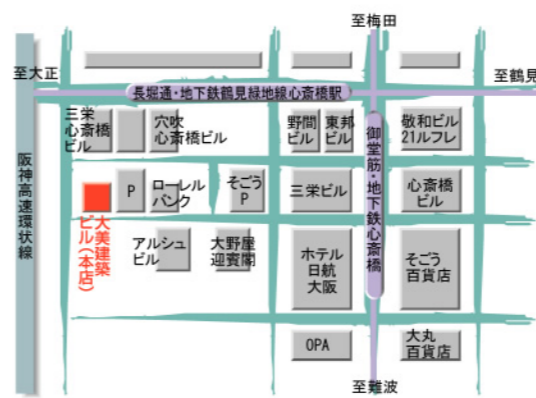 至梅田
至大正
至鶴見
長堀通・地下鉄鶴見緑地線心斎橋駅
三栄
心斎橋
ビル
穴吹
心斎橋ビル
野間
ビル
東邦
ビル
敬和ビル
21ルフレ
御堂筋・地下鉄心斎橋
阪神高速環状線
P
ローレル
バンク
そごう
P
三栄ビル
心斎橋
ビル
大美建築
ビル(本店)
アルシュ
ビル
大野屋
迎賓閣
ホテル
日航
大阪
そごう
百貨店
OPA
大丸
百貨店
至難波